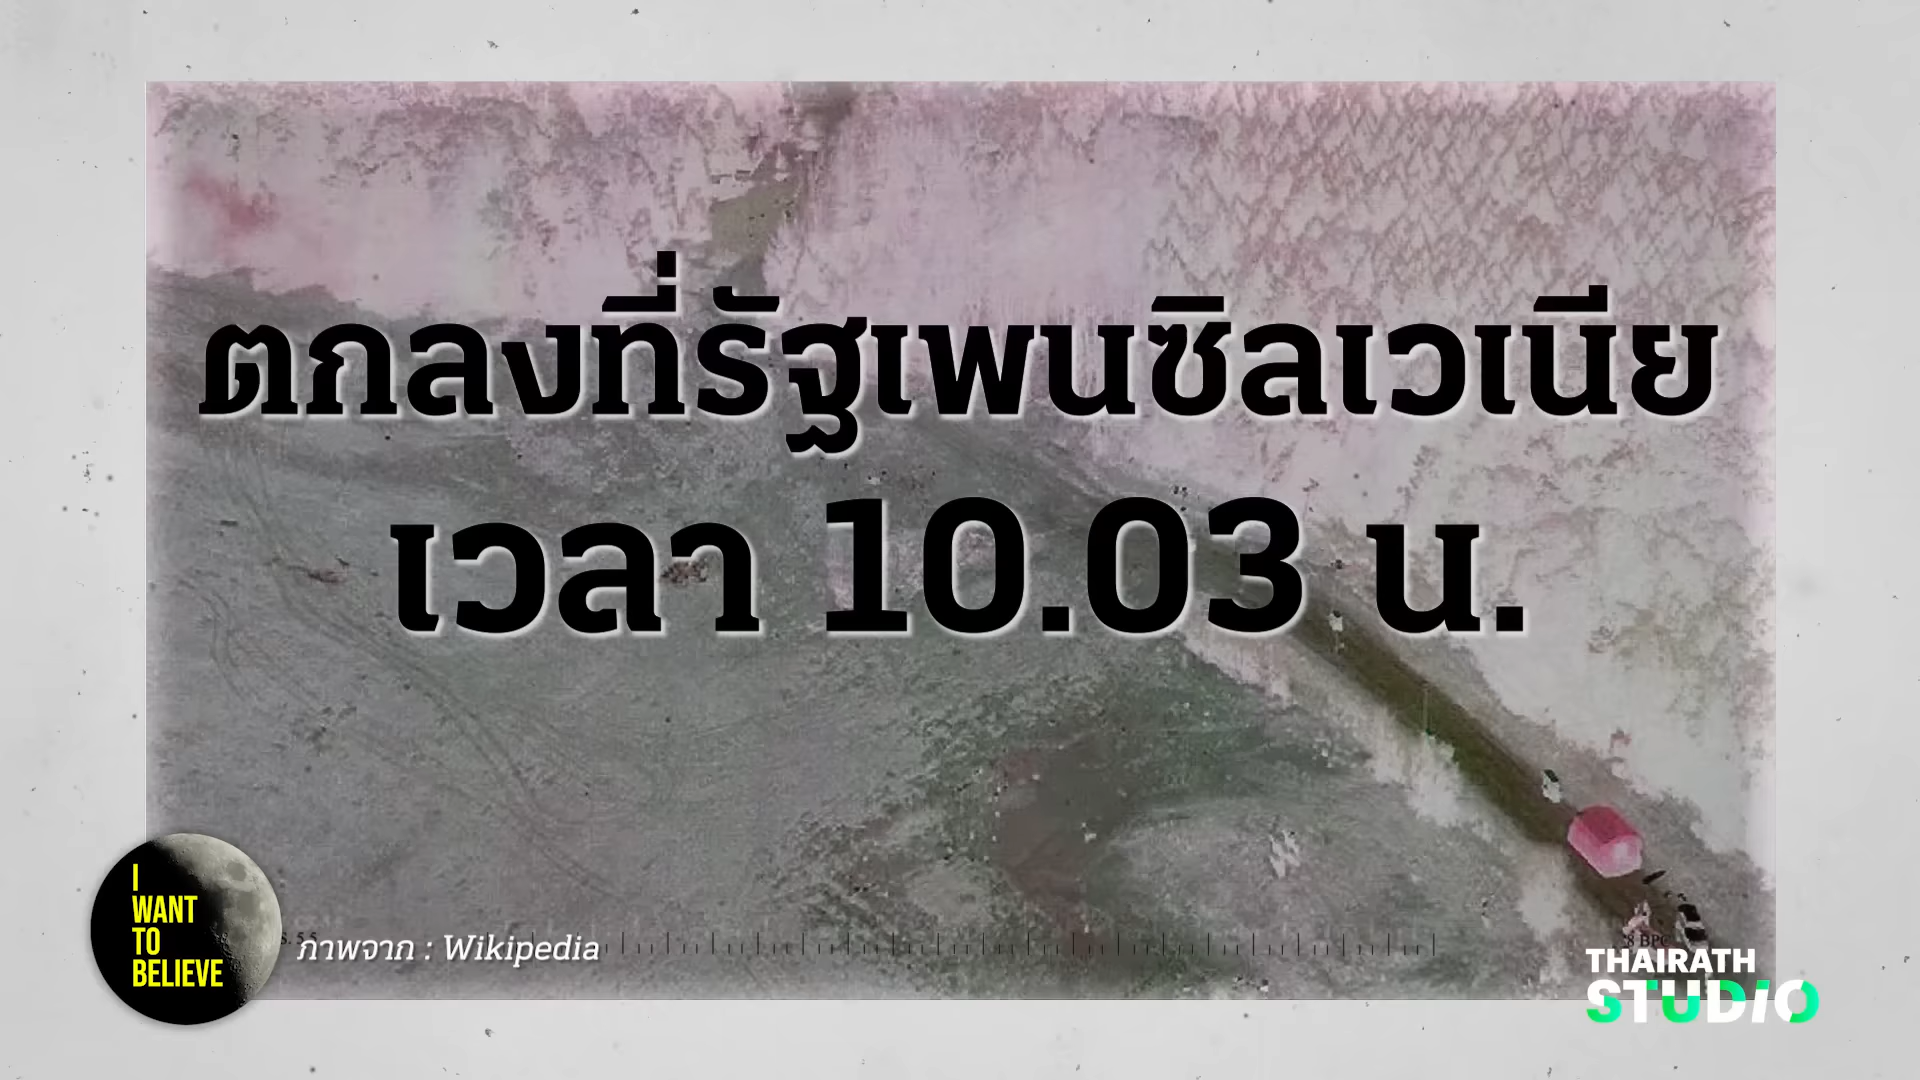 ตกลงที่รัฐเพนซิลเวเนีย
เวลา 10.03 น.
I
WANT
TO
BELIEVE
ภาพจาก : Wikipedia
THAIRATH
STUDIO